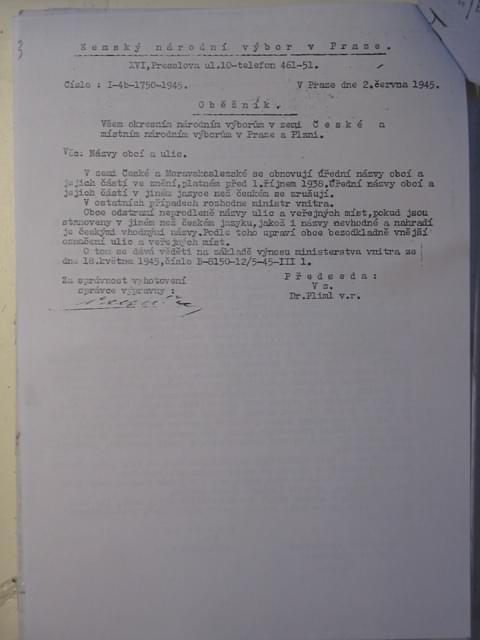 3
Zemský národní výbor v Praze.
XVI, Preslova ul.10-telefon 461-51.
Číslo : I-4b-1750-1945. V Praze dne 2.června 1945.
Oběžník.
Všem okresním národním výborům v zemi České a
místním národním výborům v Praze a Plzni.
Věc: Názvy obcí a ulic.
V zemi České a Moravskoslezské se obnovují úřední názvy obcí a
jejich částí ve znění,platném před 1.říjnem 1938.Úřední názvy obcí a
jejich částí v jiném jazyce než českém se zrušují.
V ostatních případech rozhodne ministr vnitra.
Obce odstraní neprodleně názvy ulic a veřejných míst,pokud jsou
stanoveny v jiném než českém jazyku,jakož i názvy nevhodné a nahradí
je českými vhodnými názvy.Podle toho upraví obce bezodkladně vnější
označení ulic a veřejných míst.
O tom se dává věděti na základě výnosu ministerstva vnitra ze
dne 18.května 1945,číslo B-8150-12/5-45-III 1.
Za správnost vyhotovení
správce výpravny :
Předseda:
Vz.
Dr.Fliml v.r.